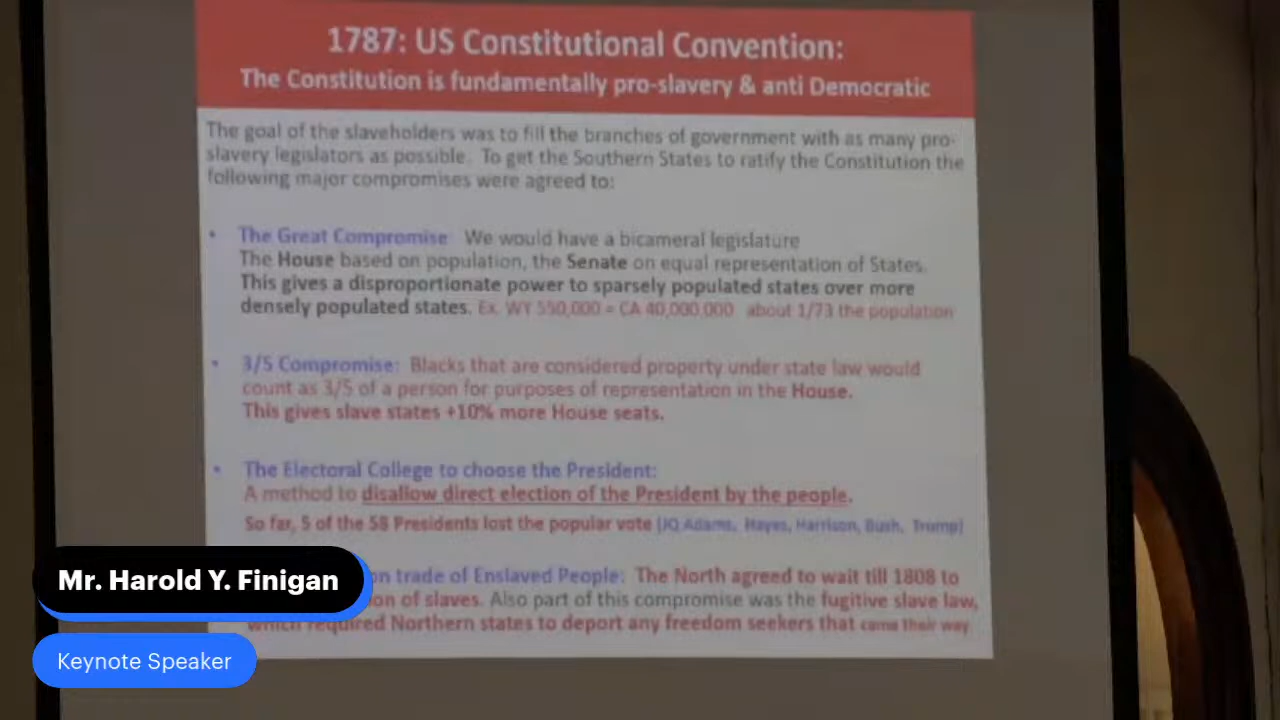 1787: US Constitutional Convention:
The Constitution is fundamentally pro-slavery & anti Democratic
The goal of the slaveholders was to fill the branches of government with as many pro-
slavery legislators as possible. To get the Southern States to ratify the Constitution the
following major compromises were agreed to:
• The Great Compromise: We would have a bicameral legislature
The House based on population, the Senate on equal representation of States.
This gives a disproportionate power to sparsely populated states over more
densely populated states. Ex. WY 550,000 = CA 40,000,000 about 1/73 the population
• 3/5 Compromise: Blacks that are considered property under state law would
count as 3/5 of a person for purposes of representation in the House.
This gives slave states +10% more House seats.
• The Electoral College to choose the President:
A method to disallow direct election of the President by the people.
So far, 5 of the 58 Presidents lost the popular vote (JQ Adams, Hayes, Harrison, Bush, Trump)
on trade of Enslaved People: The North agreed to wait till 1808 to
ion of slaves. Also part of this compromise was the fugitive slave law,
which required Northern states to deport any freedom seekers that came their way
Mr. Harold Y. Finigan
Keynote Speaker